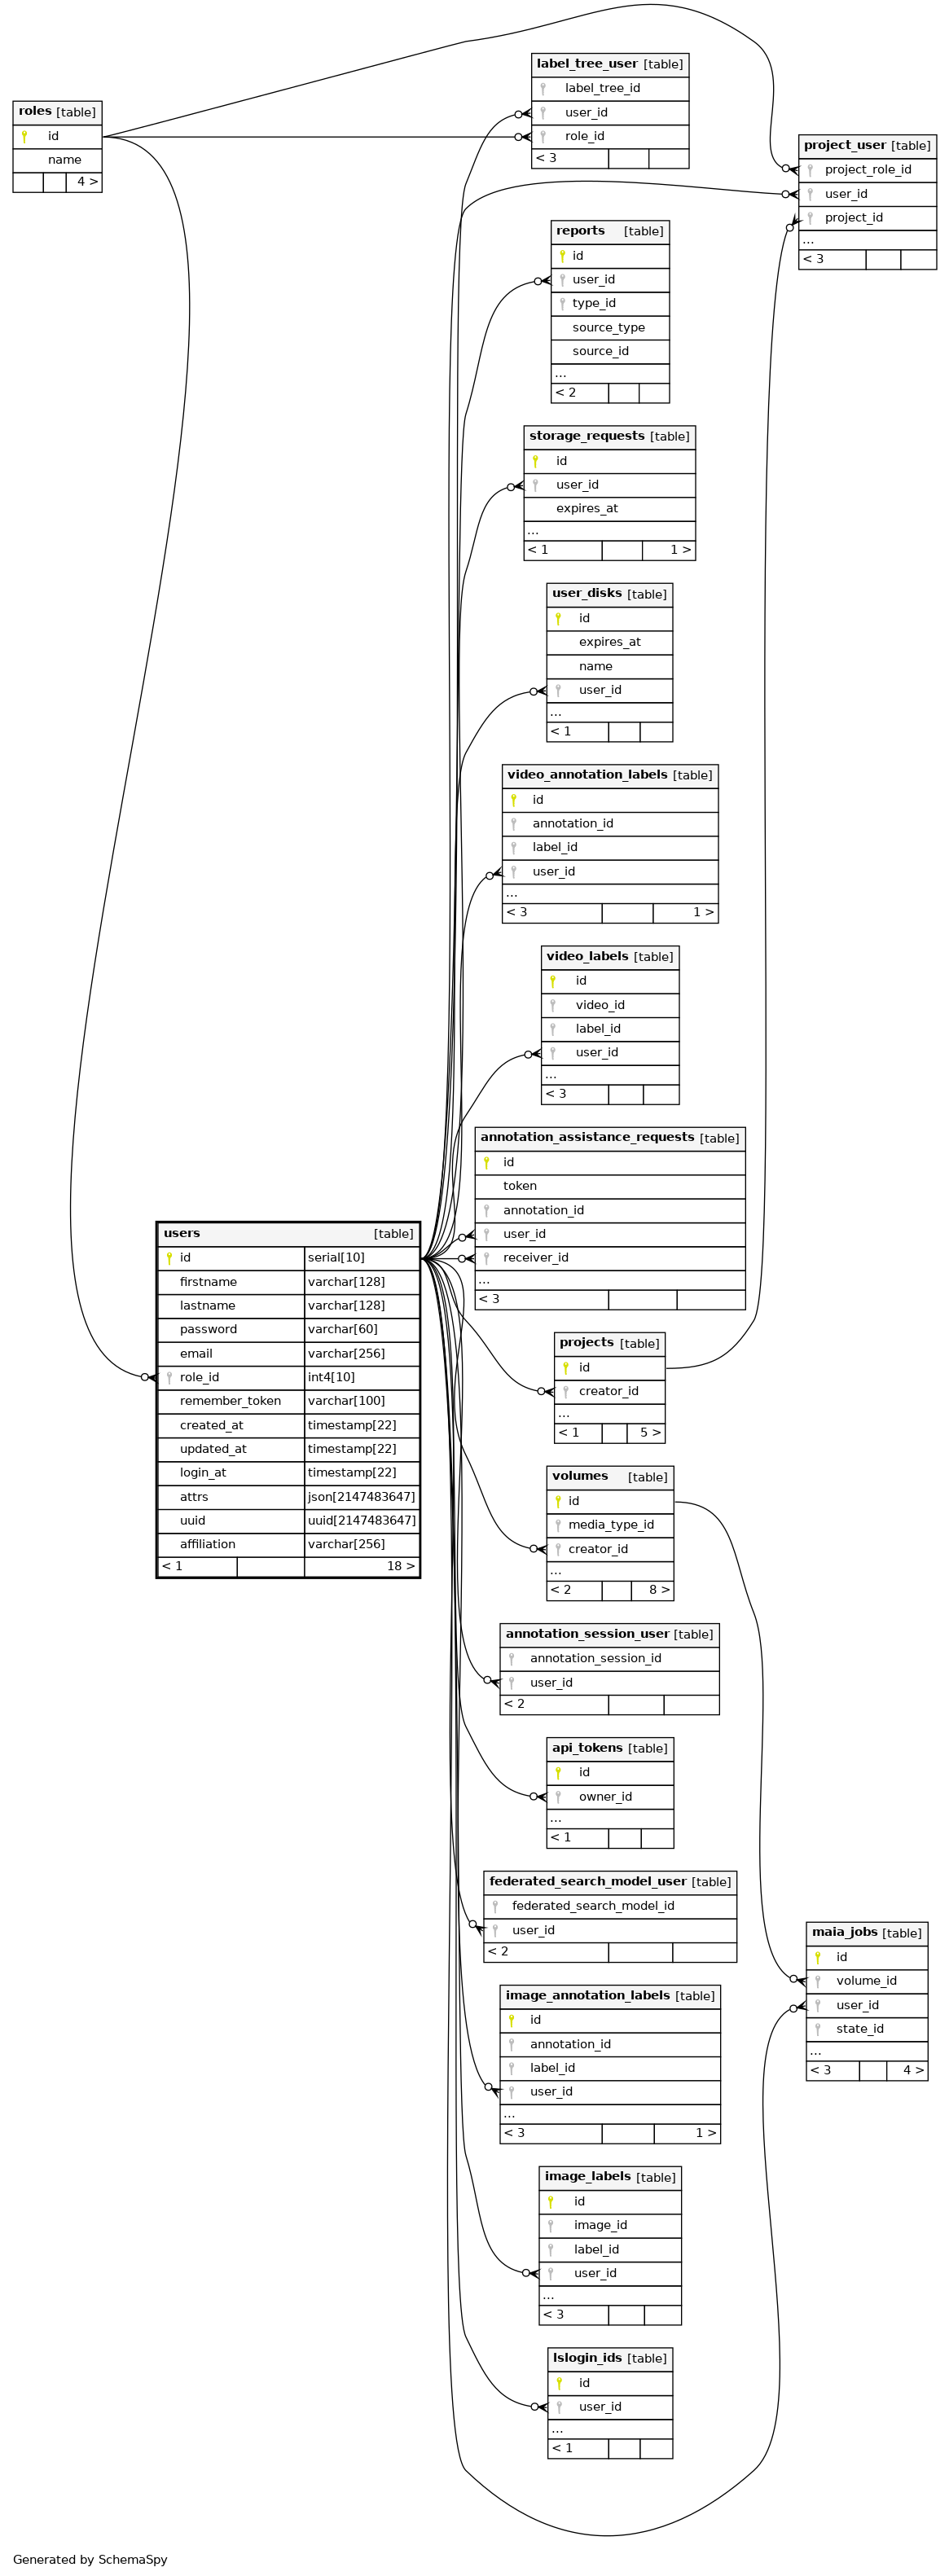 roles [table]
id
name
4 >
label_tree_user [table]
label_tree_id
user_id
role_id
< 3
project_user [table]
project_role_id
user_id
project_id
...
< 3
reports [table]
id
user_id
type_id
source_type
source_id
...
< 2
storage_requests [table]
id
user_id
expires_at
...
< 1 1 >
user_disks [table]
id
expires_at
name
user_id
...
< 1
video_annotation_labels [table]
id
annotation_id
label_id
user_id
...
< 3 1 >
video_labels [table]
id
video_id
label_id
user_id
...
< 3
annotation_assistance_requests [table]
id
token
annotation_id
user_id
receiver_id
...
< 3
users [table]
id serial[10]
firstname varchar[128]
lastname varchar[128]
password varchar[60]
email varchar[256]
role_id int4[10]
remember_token varchar[100]
created_at timestamp[22]
updated_at timestamp[22]
login_at timestamp[22]
attrs json[2147483647]
uuid uuid[2147483647]
affiliation varchar[256]
< 1 18 >
projects [table]
id
creator_id
...
< 1 5 >
volumes [table]
id
media_type_id
creator_id
...
< 2 8 >
annotation_session_user [table]
annotation_session_id
user_id
< 2
api_tokens [table]
id
owner_id
...
< 1
federated_search_model_user [table]
federated_search_model_id
user_id
< 2
maia_jobs [table]
id
volume_id
user_id
state_id
...
< 3 4 >
image_annotation_labels [table]
id
annotation_id
label_id
user_id
...
< 3 1 >
image_labels [table]
id
image_id
label_id
user_id
...
< 3
lslogin_ids [table]
id
user_id
...
< 1
Generated by SchemaSpy